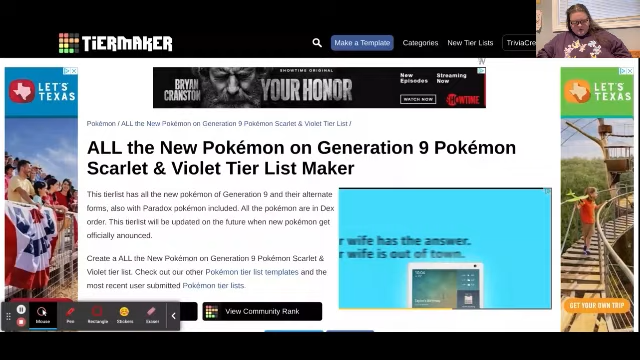 TiERMAKER
Make a Template
Categories
New Tier Lists
TriviaCre
LET'S
TEXAS
SHOWTIME ORIGINAL
BRYAN
CRANSTON
YOUR HONOR
New
Episodes
Streaming
Now
WATCH NOW
SHOWTIME
LET'S
TEXAS
Pokémon / ALL the New Pokémon on Generation 9 Pokémon Scarlet & Violet Tier List /
ALL the New Pokémon on Generation 9 Pokémon
Scarlet & Violet Tier List Maker
This tierlist has all the new pokémon of Generation 9 and their alternate
forms, also with Paradox pokémon included. All the pokémon are in Dex
order. This tierlist will be updated on the future when new pokémon get
officially anounced.
r wife has the answer.
r wife is out of town.
Create a ALL the New Pokémon on Generation 9 Pokémon Scarlet &
Violet tier list. Check out our other Pokémon tier list templates and the
most recent user submitted Pokémon tier lists.
View Community Rank
Mouse
Pen
Rectangle
Stickers
Eraser
GET YOUR OWN TRIP